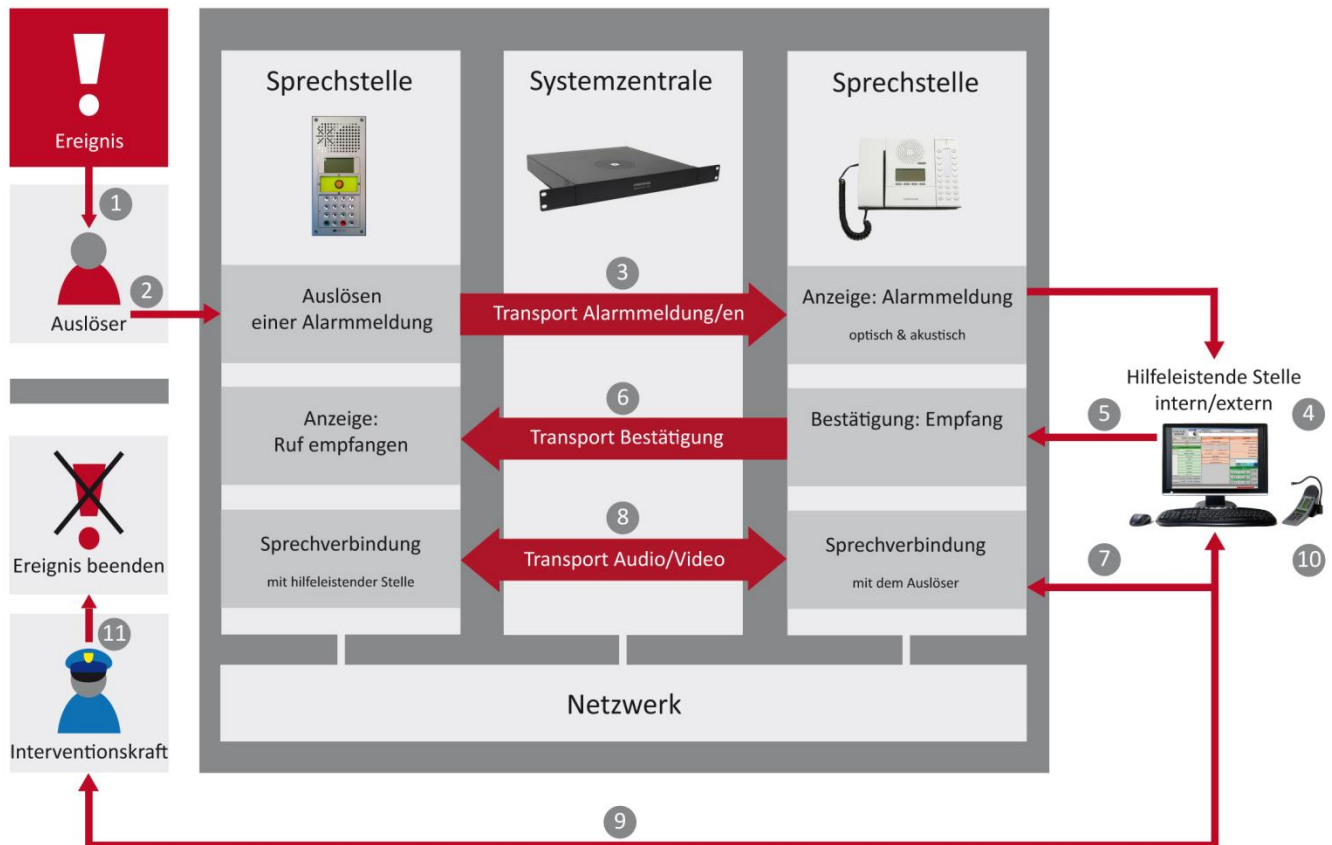 Ereignis
1
Auslöser
2
Ereignis beenden
11
Interventionskraft
Sprechstelle
Systemzentrale
Sprechstelle
Auslösen
einer Alarmmeldung
3
Transport Alarmmeldung/en
Anzeige: Alarmmeldung
optisch & akustisch
Anzeige:
Ruf empfangen
6
Transport Bestätigung
Bestätigung: Empfang
Sprechverbindung
mit hilfeleistender Stelle
8
Transport Audio/Video
Sprechverbindung
mit dem Auslöser
Netzwerk
Hilfeleistende Stelle
intern/extern
4
5
7
10
9